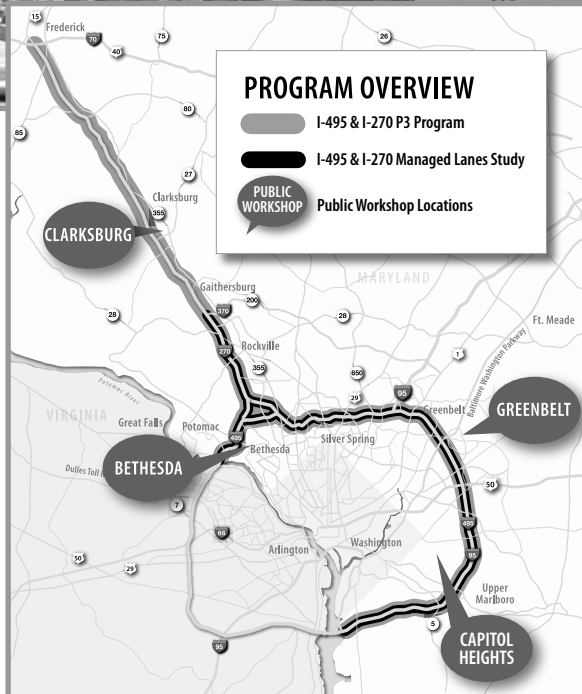 15
Frederick
70
40
75
26
PROGRAM OVERVIEW
I-495 & I-270 P3 Program
I-495 & I-270 Managed Lanes Study
PUBLIC
WORKSHOP
Public Workshop Locations
85
80
27
Clarksburg
355
CLARKSBURG
MARYLAND
Gaithersburg
200
370
28
28
Ft. Meade
270
Rockville
355
650
1
Baltimore Washington Parkway
Potomac River
VIRGINIA
Great Falls
Potomac
29
95
Greenbelt
GREENBELT
495
Silver Spring
Bethesda
BETHESDA
Dulles Toll
50
7
66
Arlington
Washington
495
95
50
29
Upper
Marlboro
5
95
CAPITOL
HEIGHTS